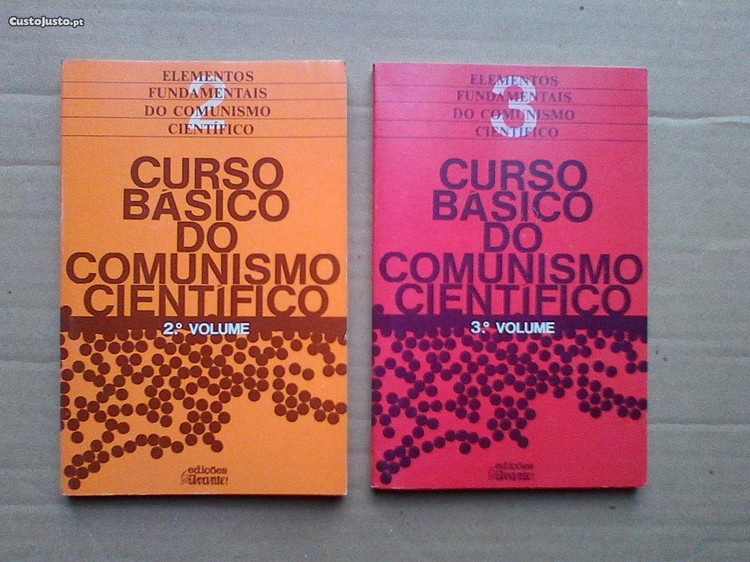 CustoJusto.pt
2
ELEMENTOS
FUNDAMENTAIS
DO COMUNISMO
CIENTÍFICO
CURSO
BÁSICO
DO
COMUNISMO
CIENTÍFICO
2.º VOLUME
edições
Avante!
3
ELEMENTOS
FUNDAMENTAIS
DO COMUNISMO
CIENTÍFICO
CURSO
BÁSICO
DO
COMUNISMO
CIENTÍFICO
3.º VOLUME
edições
Avante!